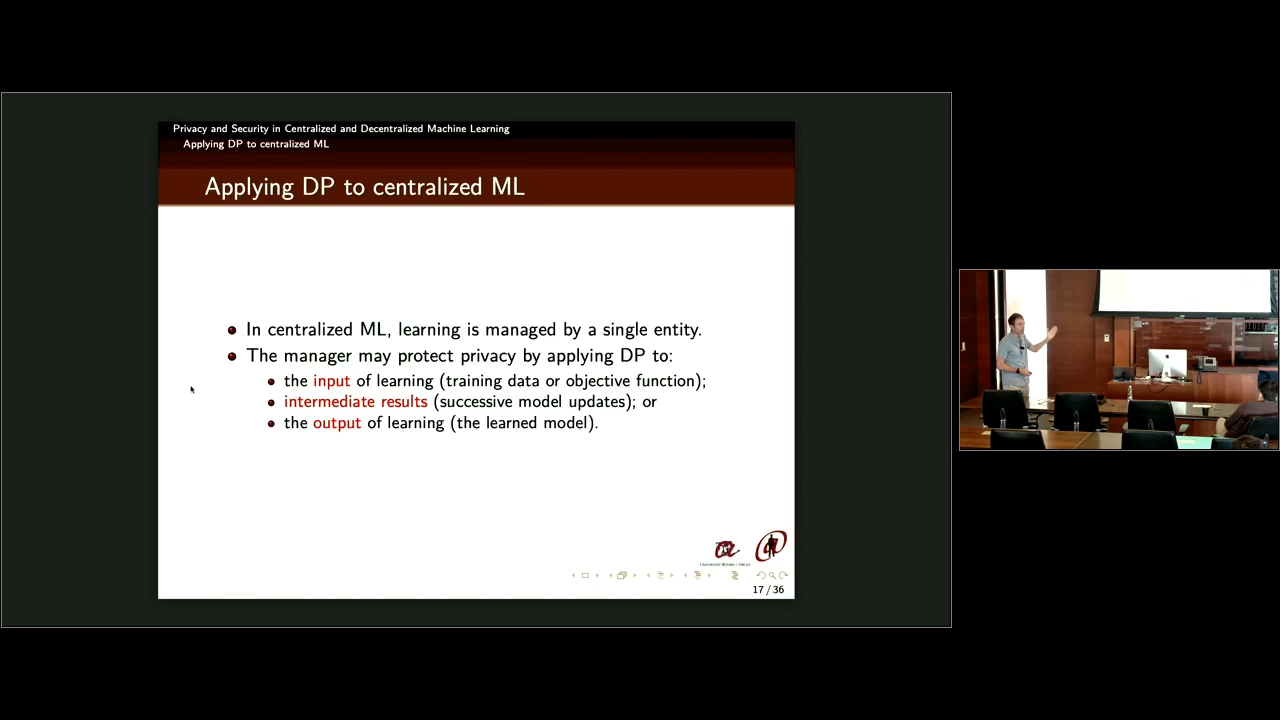 Privacy and Security in Centralized and Decentralized Machine Learning
Applying DP to centralized ML
Applying DP to centralized ML
In centralized ML, learning is managed by a single entity.
The manager may protect privacy by applying DP to:
the input of learning (training data or objective function);
intermediate results (successive model updates); or
the output of learning (the learned model).
17 / 36